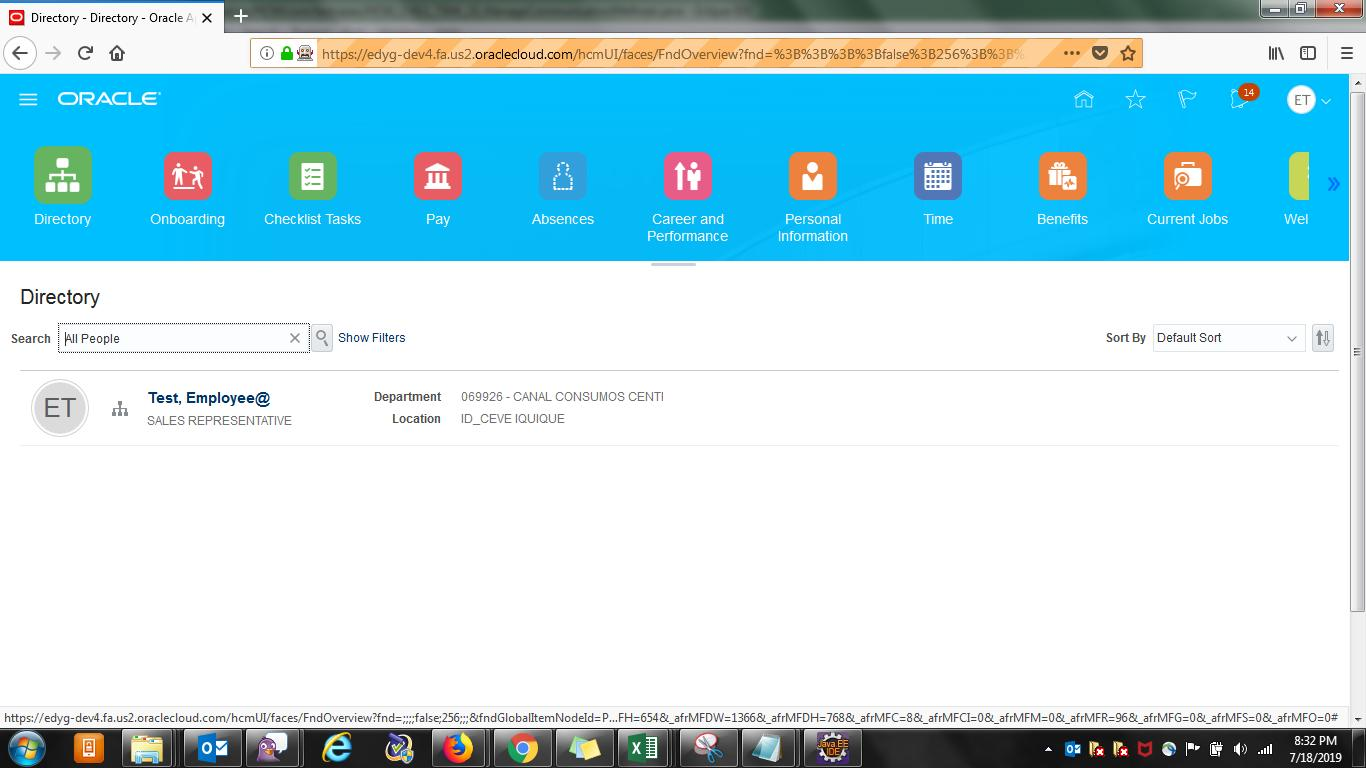 Directory - Directory - Oracle A
https://edyg-dev4.fa.us2.oraclecloud.com/hcmUI/faces/FndOverview?fnd=%3B%3B%3B%3Bfalse%3B256%3B%3B%
ORACLE
14
ET
Directory
Onboarding
Checklist Tasks
Pay
Absences
Career and
Performance
Personal
Information
Time
Benefits
Current Jobs
Wel
Directory
Search All People Show Filters
Sort By Default Sort
ET
Test, Employee@
SALES REPRESENTATIVE
Department 069926 - CANAL CONSUMOS CENTI
Location ID_CEVE IQUIQUE
https://edyg-dev4.fa.us2.oraclecloud.com/hcmUI/faces/FndOverview?fnd=;;;;false;256;;;&fndGlobalItemNodeId=P...FH=654&_afrMFDW=1366&_afrMFDH=768&_afrMFC=8&_afrMFCI=0&_afrMFM=0&_afrMFR=96&_afrMFG=0&_afrMFS=0&_afrMFO=0#
Java EE
IDE
8:32 PM
7/18/2019